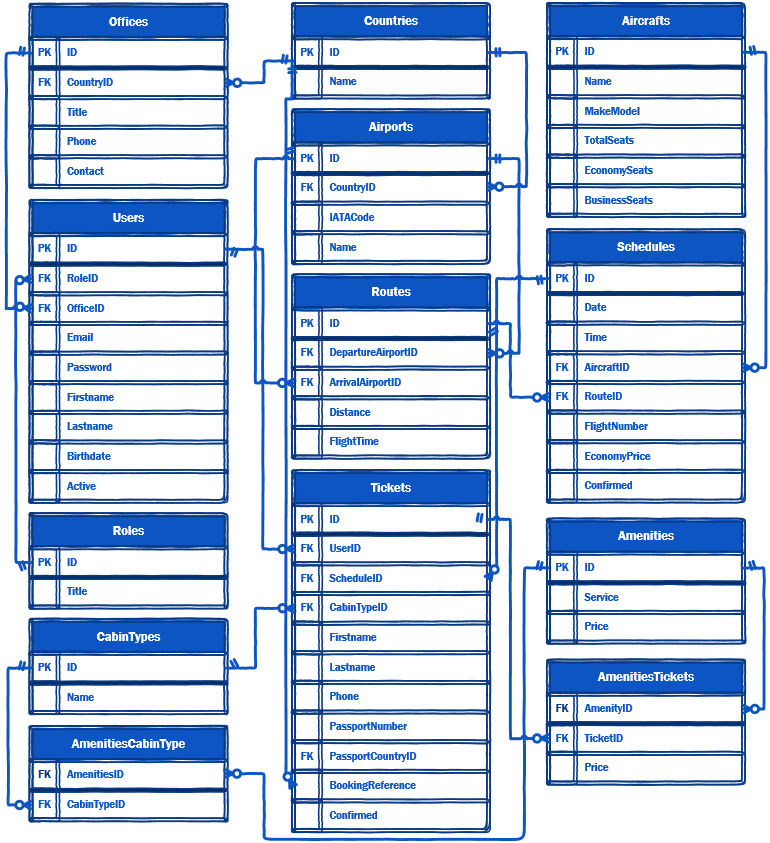 Offices
PK ID
FK CountryID
Title
Phone
Contact
Users
PK ID
FK RoleID
FK OfficeID
Email
Password
Firstname
Lastname
Birthdate
Active
Roles
PK ID
Title
CabinTypes
PK ID
Name
AmenitiesCabinType
FK AmenitiesID
FK CabinTypeID
Countries
PK ID
Name
Airports
PK ID
FK CountryID
IATACode
Name
Routes
PK ID
FK DepartureAirportID
FK ArrivalAirportID
Distance
FlightTime
Tickets
PK ID
FK UserID
FK ScheduleID
FK CabinTypeID
Firstname
Lastname
Phone
PassportNumber
FK PassportCountryID
BookingReference
Confirmed
Aircrafts
PK ID
Name
MakeModel
TotalSeats
EconomySeats
BusinessSeats
Schedules
PK ID
Date
Time
FK AircraftID
FK RouteID
FlightNumber
EconomyPrice
Confirmed
Amenities
PK ID
Service
Price
AmenitiesTickets
FK AmenityID
FK TicketID
Price